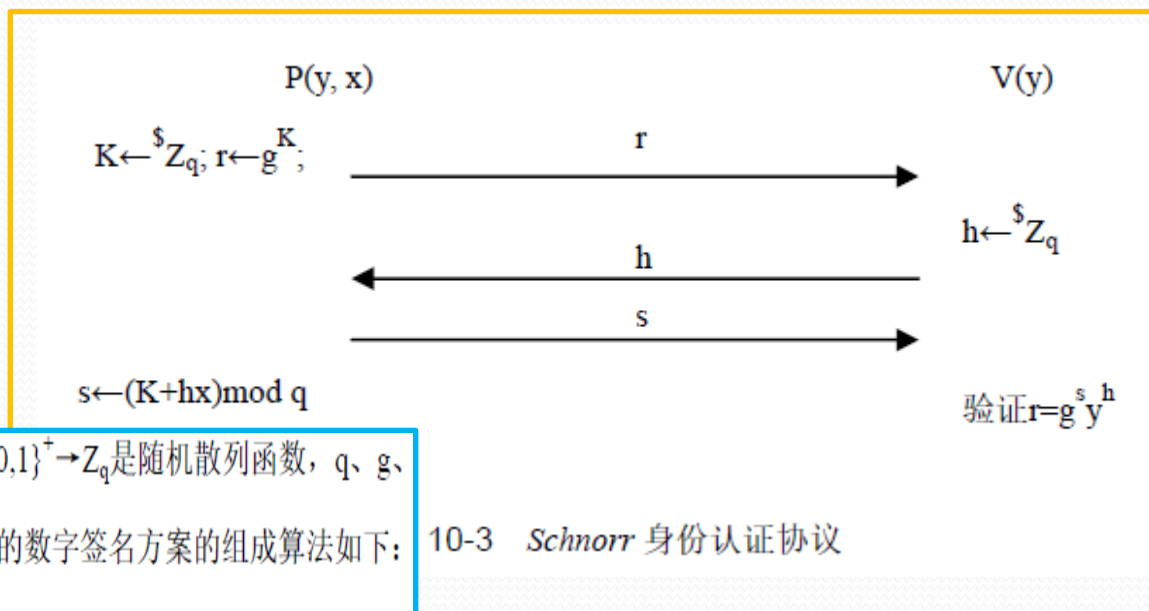 P(y, x) V(y)
K←$Zq; r←g^K; r
h←$Zq
h
s
s←(K+hx)mod q
验证r=g^s y^h
0,1}^+→Zq是随机散列函数，q、g、
的数字签名方案的组成算法如下：
10-3 Schnorr 身份认证协议